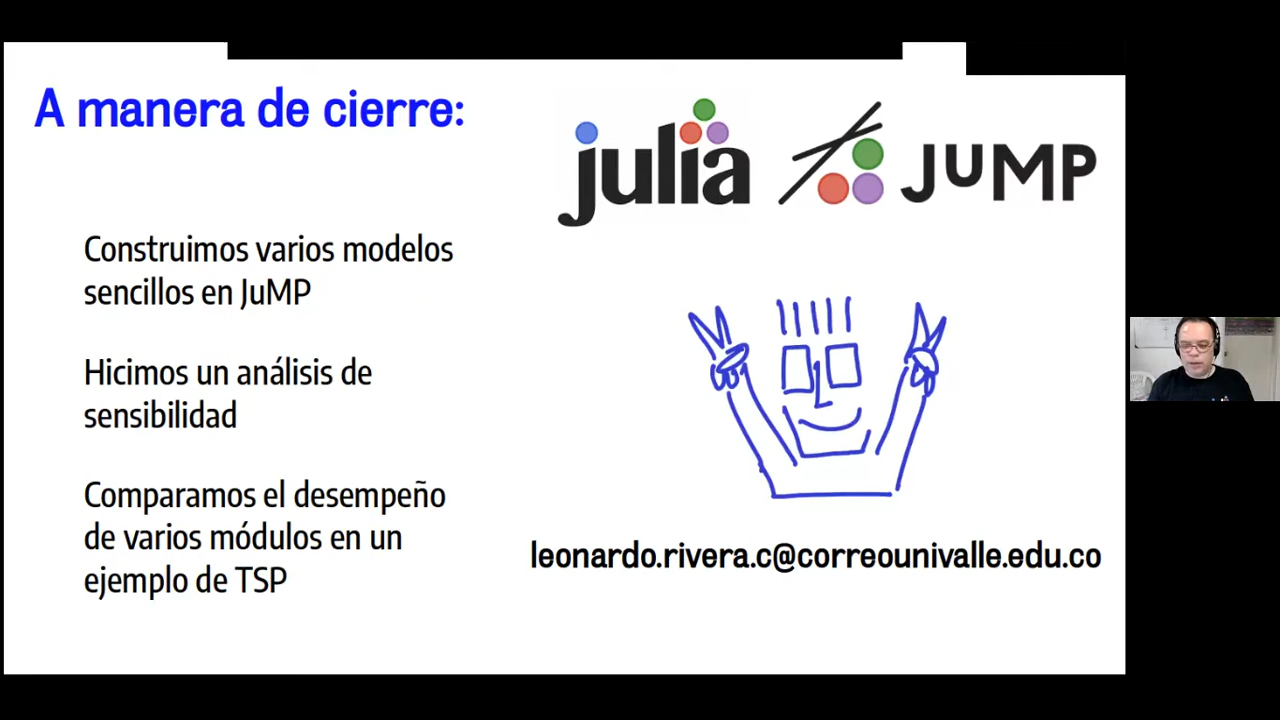 A manera de cierre:
julia
JuMP
Construimos varios modelos
sencillos en JuMP
Hicimos un análisis de
sensibilidad
Comparamos el desempeño
de varios módulos en un
ejemplo de TSP
leonardo.rivera.c@correounivalle.edu.co